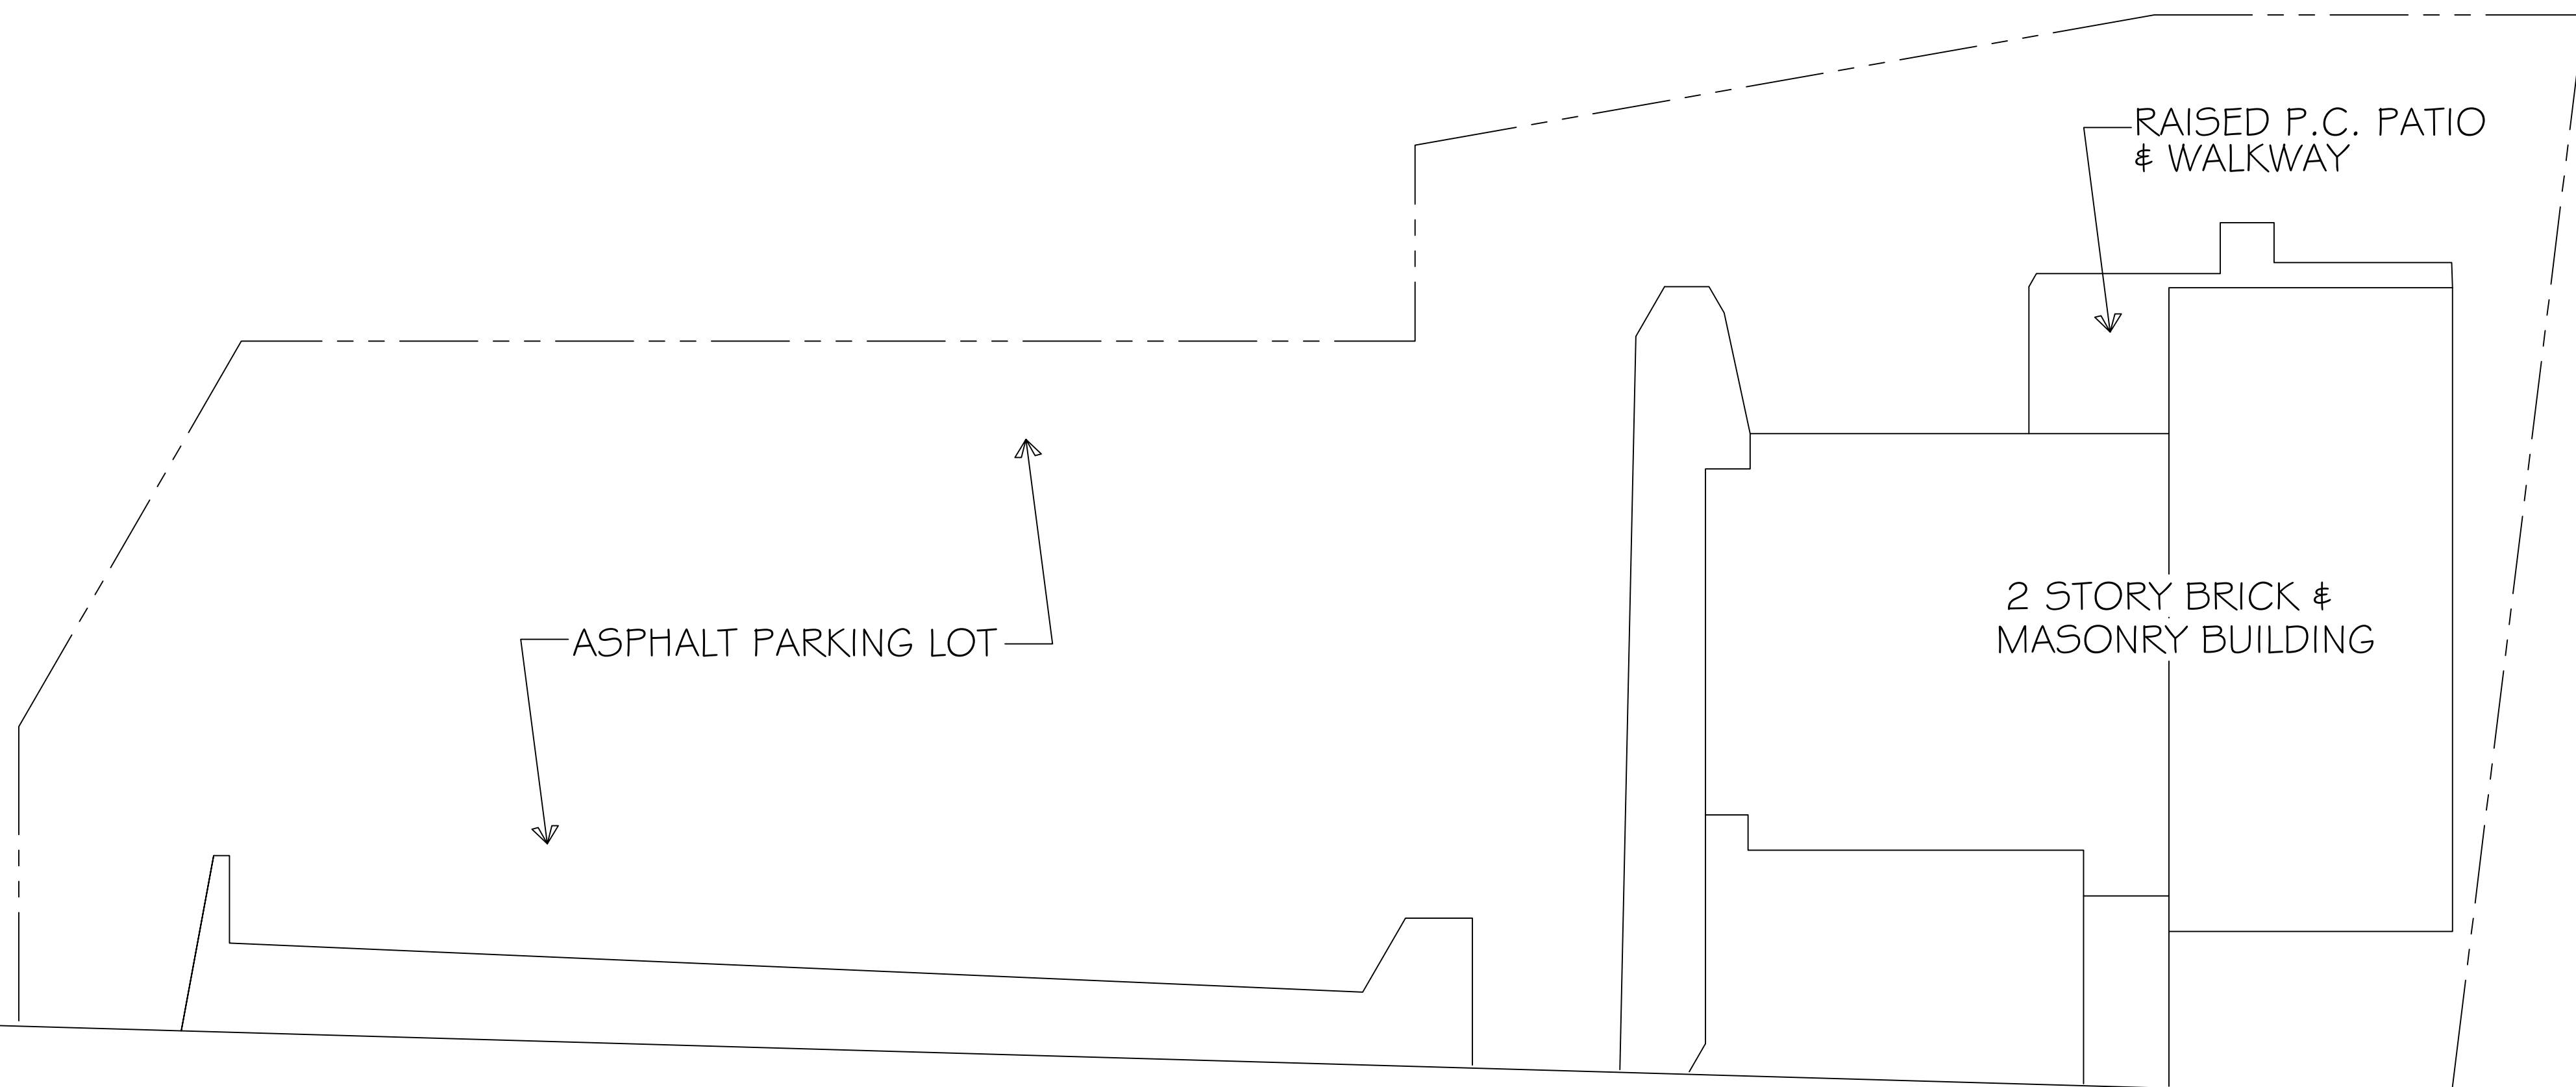 RAISED P.C. PATIO
& WALKWAY
2 STORY BRICK &
MASONRY BUILDING
ASPHALT PARKING LOT